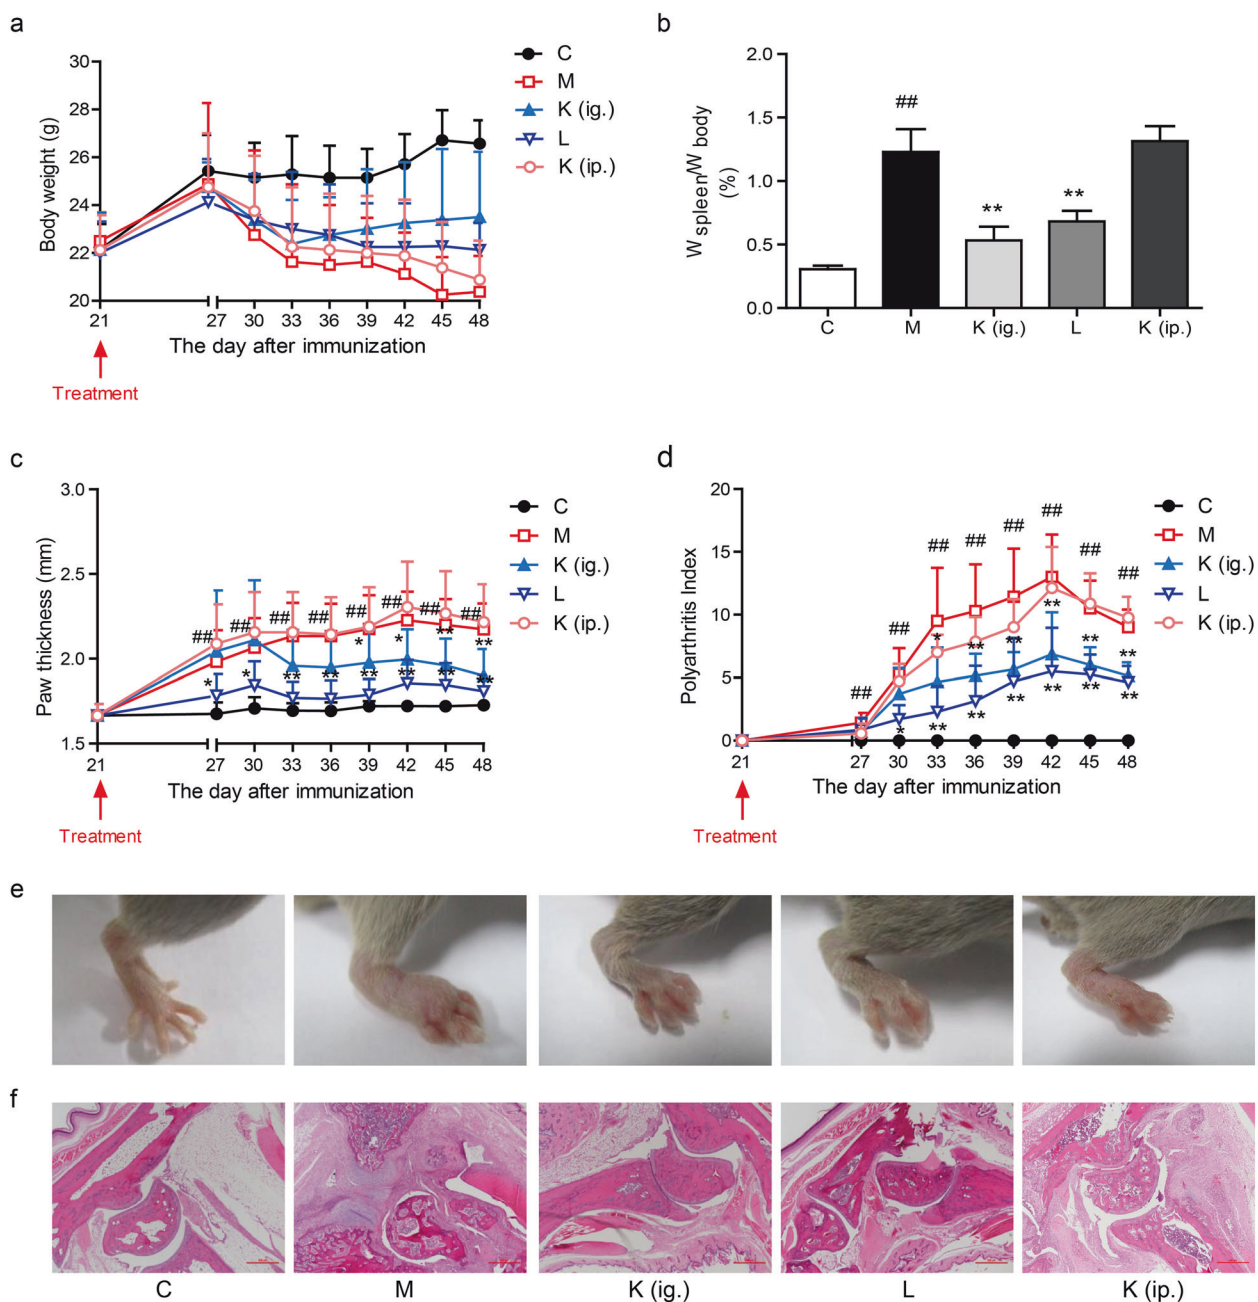 a
30
28
26
24
22
20
Body weight (g)
21 27 30 33 36 39 42 45 48
The day after immunization
Treatment
C
M
K (ig.)
L
K (ip.)
b
2.0
1.5
1.0
0.5
0.0
W spleen/W body
(%)
##
**
**
C M K (ig.) L K (ip.)
c
3.0
2.5
2.0
1.5
Paw thickness (mm)
## ## ## ## ## ## ## ##
* * ** **
* * ** ** ** ** ** **
21 27 30 33 36 39 42 45 48
The day after immunization
Treatment
C
M
K (ig.)
L
K (ip.)
d
20
15
10
5
0
Polyarthritis Index
## ## ## ## ## ## ## ##
* ** ** ** ** **
* ** ** ** ** ** **
21 27 30 33 36 39 42 45 48
The day after immunization
Treatment
C
M
K (ig.)
L
K (ip.)
e
f
C M K (ig.) L K (ip.)